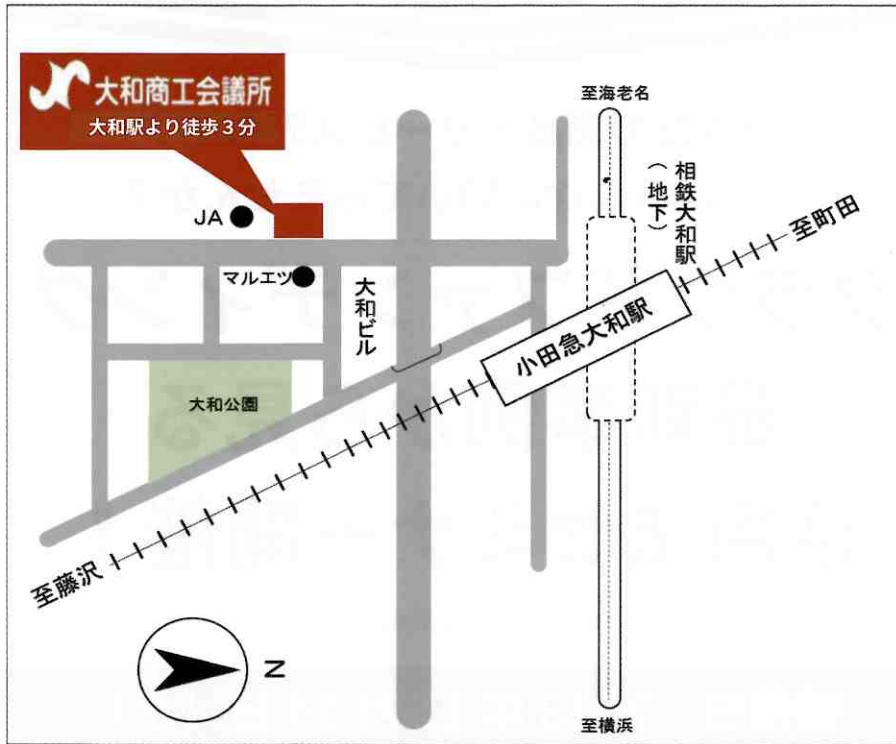 大和商工会議所
大和駅より徒歩3分
至海老名
相鉄大和駅
(地下)
至町田
JA
マルエツ
大和ビル
小田急大和駅
大和公園
至藤沢
N
至横浜